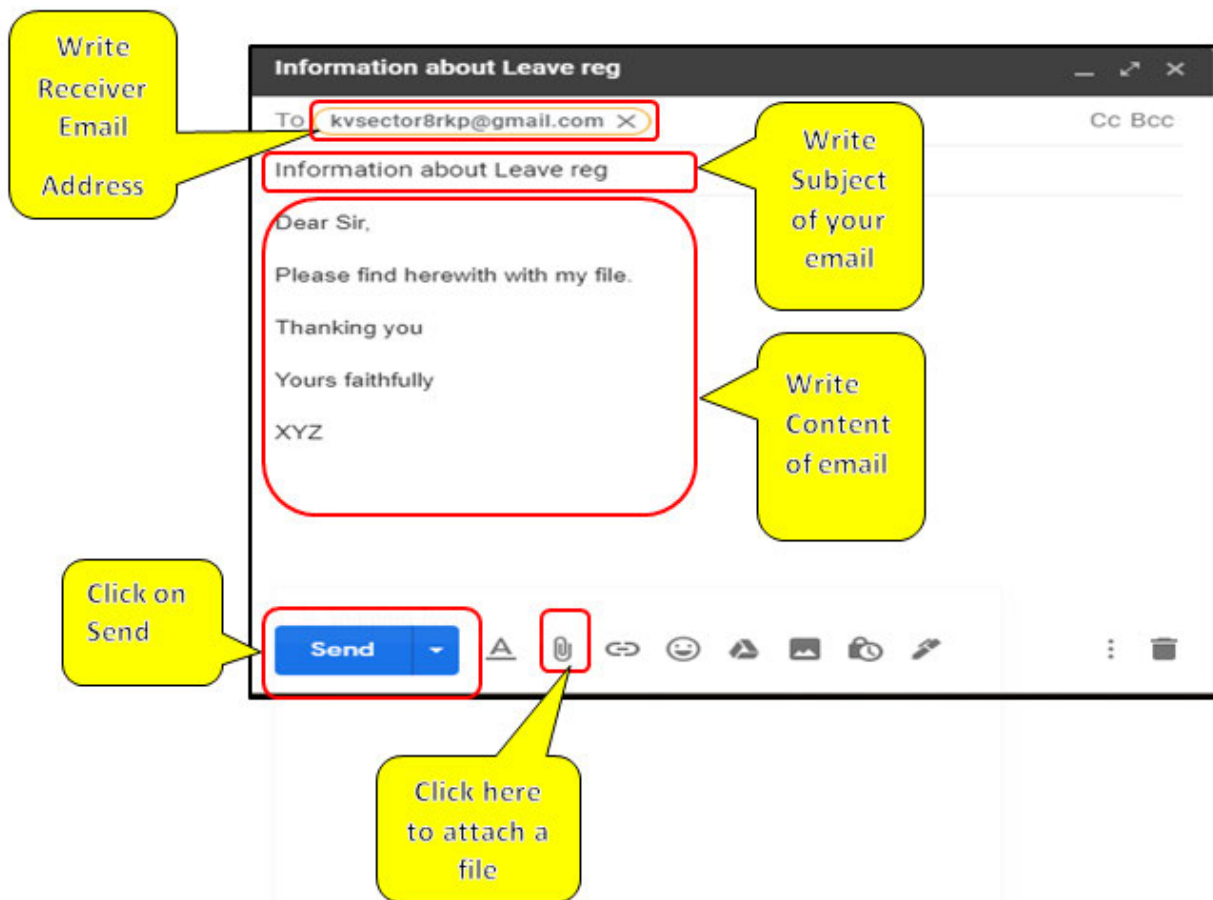 Write
Receiver
Email
Address
Information about Leave reg
To kvsector8rkp@gmail.com
Cc Bcc
Information about Leave reg
Write
Subject
of your
email
Dear Sir,
Please find herewith with my file.
Thanking you
Yours faithfully
XYZ
Write
Content
of email
Click on
Send
Send
Click here
to attach a
file